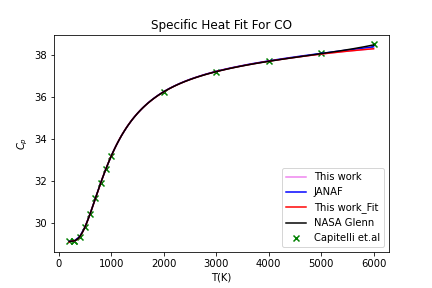 Specific Heat Fit For CO
38
36
34
32
30
C_p
0
1000
2000
3000
4000
5000
6000
T(K)
This work
JANAF
This work_Fit
NASA Glenn
Capitelli et.al